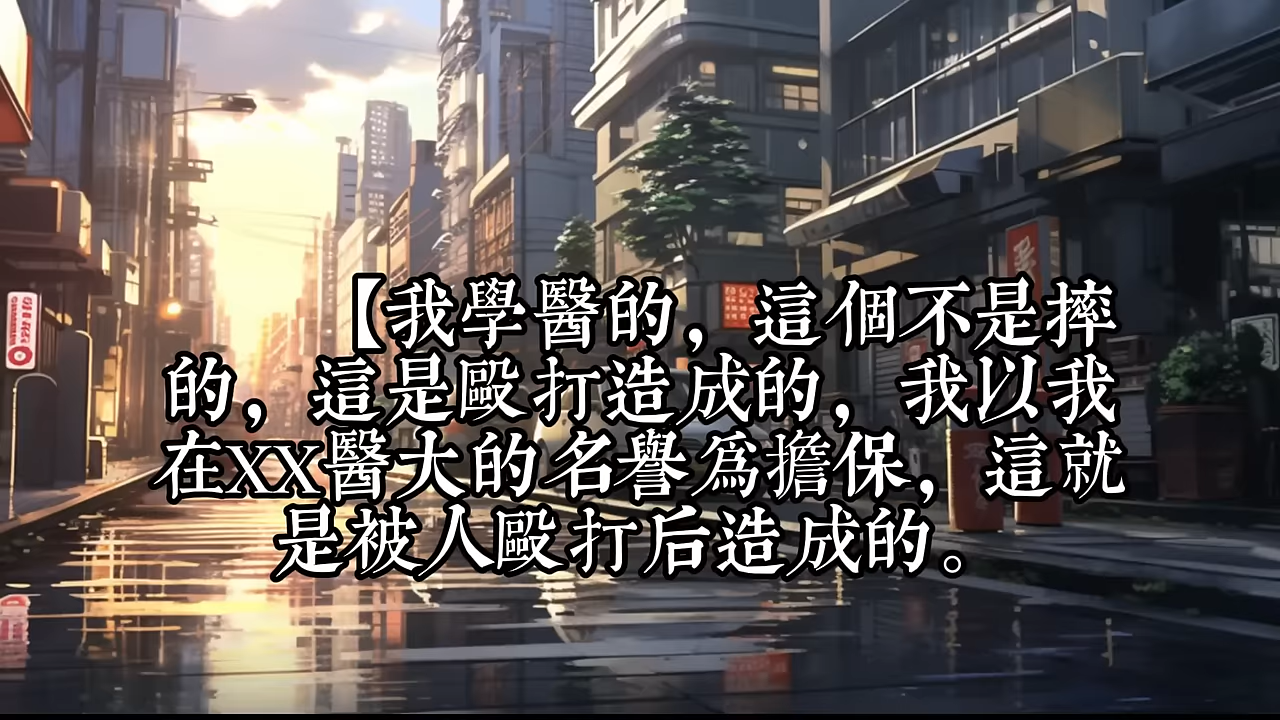 【我學醫的，這個不是摔
的，這是毆打造成的，我以我
在XX醫大的名譽爲擔保，這就
是被人毆打后造成的。